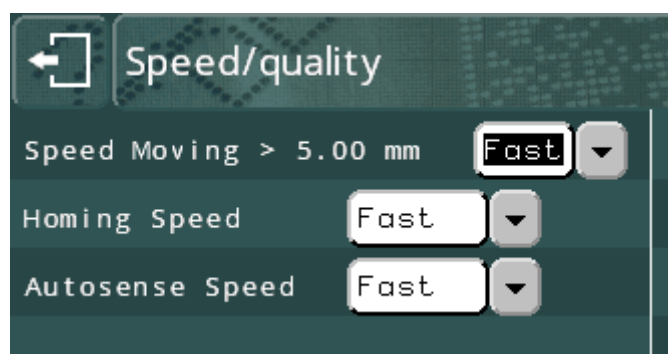 Speed/quality
Speed Moving > 5.00 mm Fast
Homing Speed Fast
Autosense Speed Fast